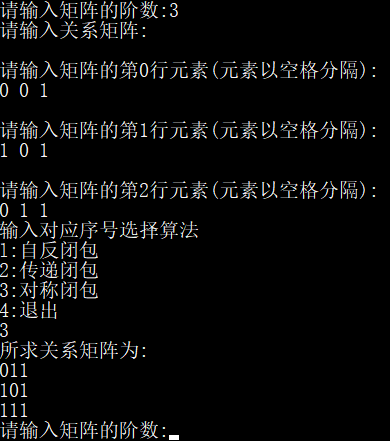 请输入矩阵的阶数:3
请输入关系矩阵:
请输入矩阵的第0行元素(元素以空格分隔):
0 0 1
请输入矩阵的第1行元素(元素以空格分隔):
1 0 1
请输入矩阵的第2行元素(元素以空格分隔):
0 1 1
输入对应序号选择算法
1:自反闭包
2:传递闭包
3:对称闭包
4:退出
3
所求关系矩阵为:
011
101
111
请输入矩阵的阶数: